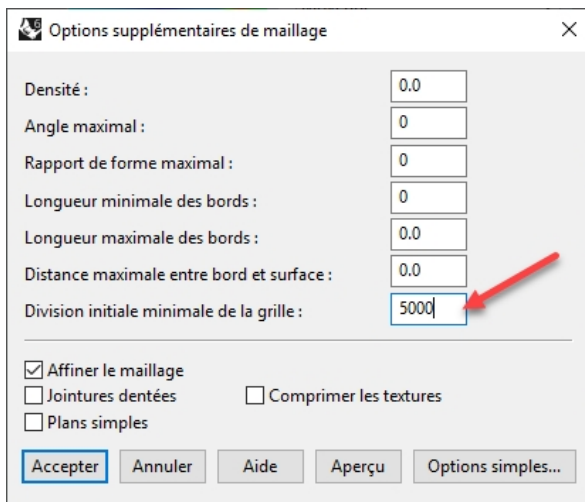 Options supplémentaires de maillage
Densité : 0.0
Angle maximal : 0
Rapport de forme maximal : 0
Longueur minimale des bords : 0
Longueur maximale des bords : 0.0
Distance maximale entre bord et surface : 0.0
Division initiale minimale de la grille : 5000
Affiner le maillage
Jointures dentées Comprimer les textures
Plans simples
Accepter Annuler Aide Aperçu Options simples...